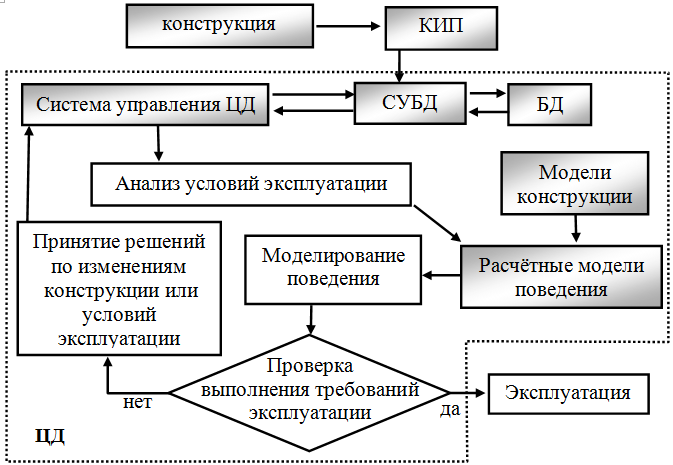 конструкция
КИП
Система управления ЦД
СУБД
БД
Анализ условий эксплуатации
Модели
конструкции
Принятие решений
по изменениям
конструкции или
условий
эксплуатации
Моделирование
поведения
Расчётные модели
поведения
Проверка
выполнения требований
эксплуатации
нет
да
Эксплуатация
ЦД